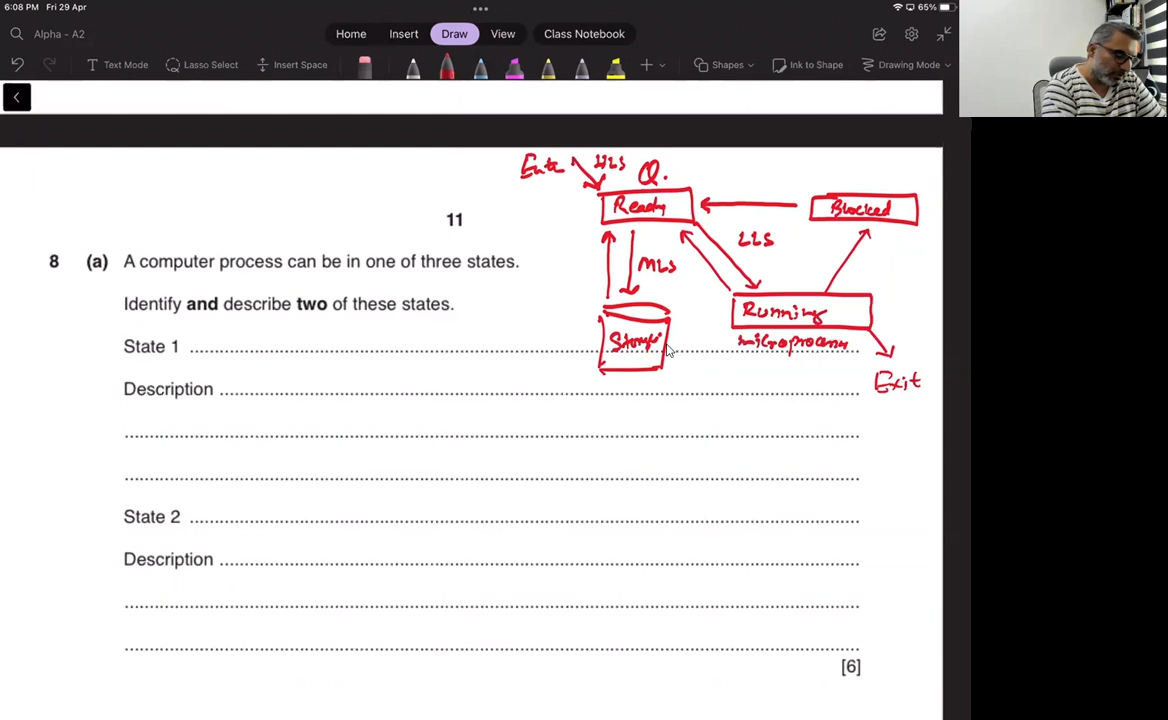 6:08 PM Fri 29 Apr
65%
Alpha - A2
Home Insert Draw View Class Notebook
Text Mode Lasso Select Insert Space Shapes Ink to Shape Drawing Mode
HLS Q.
Ready Blocked
11 LLS
8 (a) A computer process can be in one of three states.
MLS
Identify and describe two of these states.
Running
State 1
Exit
Description
State 2
Description
[6]